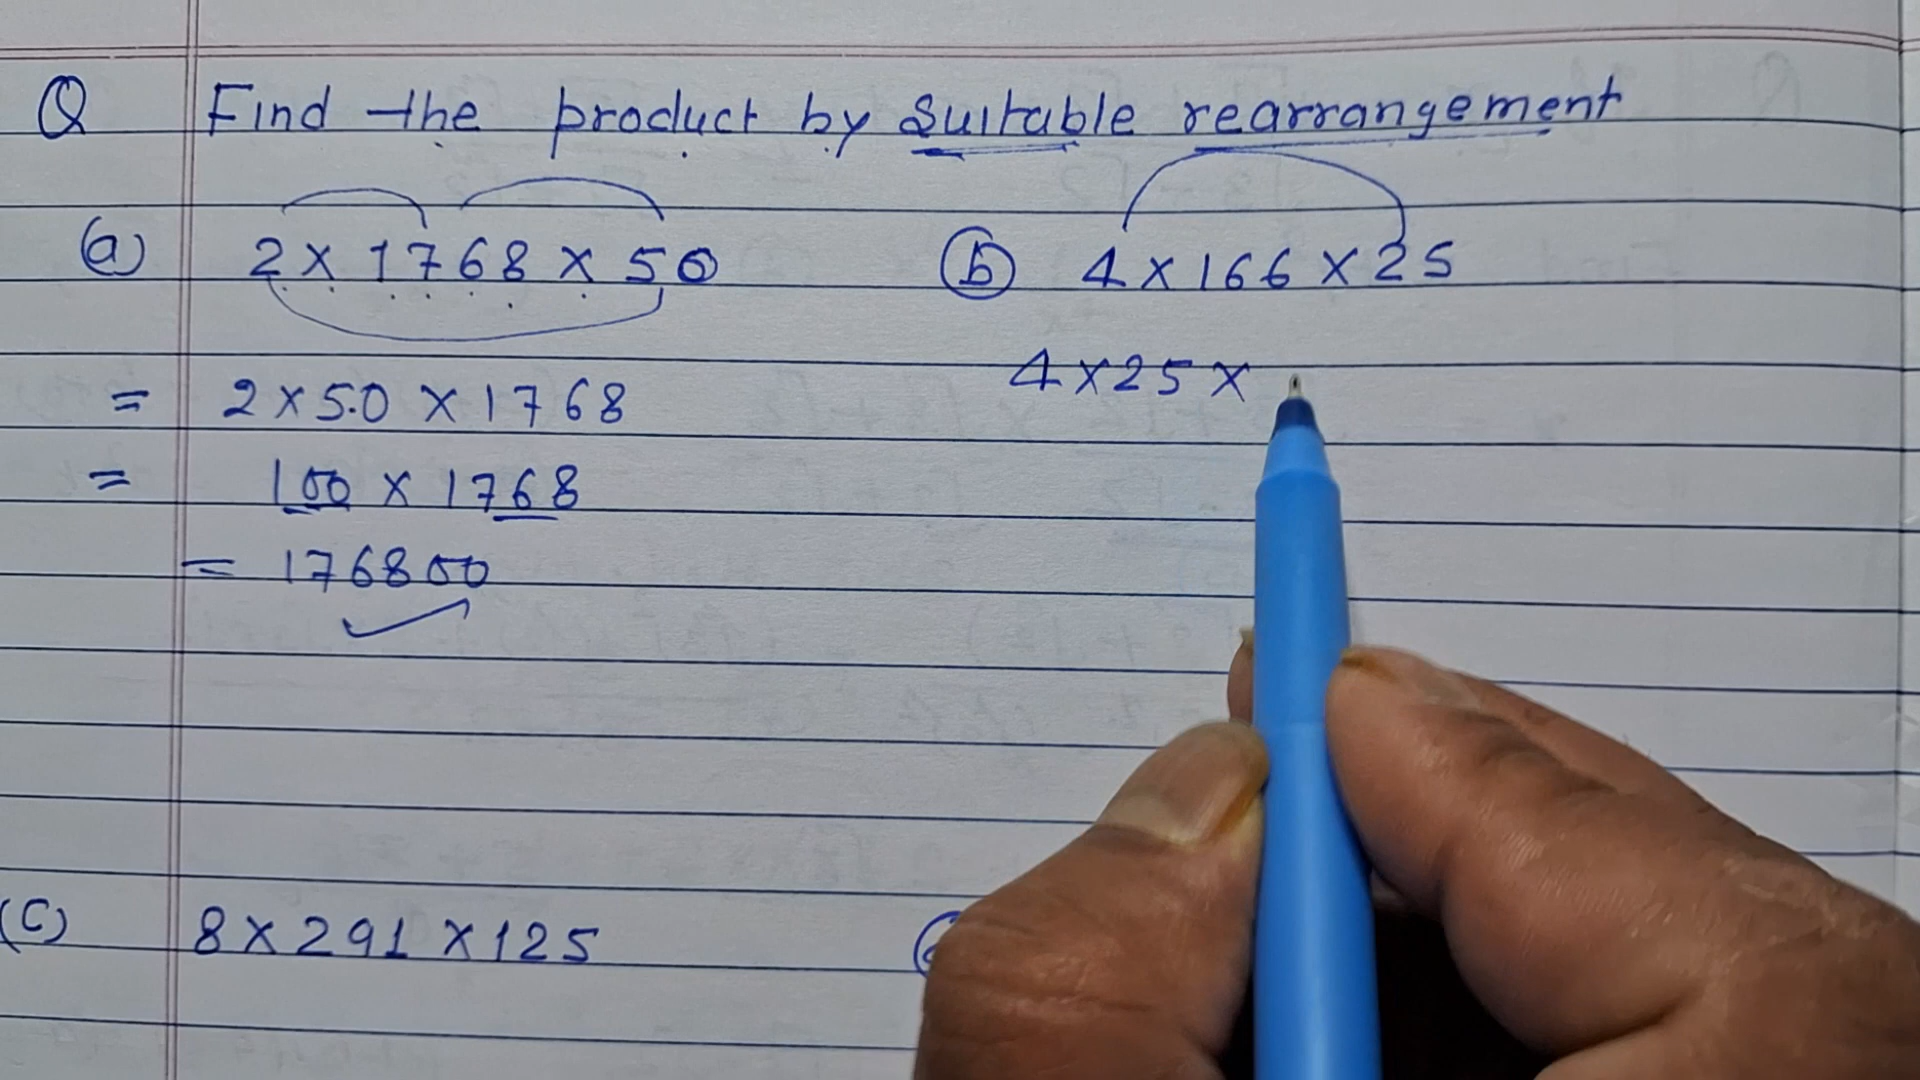 Q Find the product by Suitable rearrangement
(a) 2 × 1768 × 50
= 2 × 50 × 1768
= 100 × 1768
= 176800
(b) 4 × 166 × 25
4 × 25 ×
(C) 8 × 291 × 125